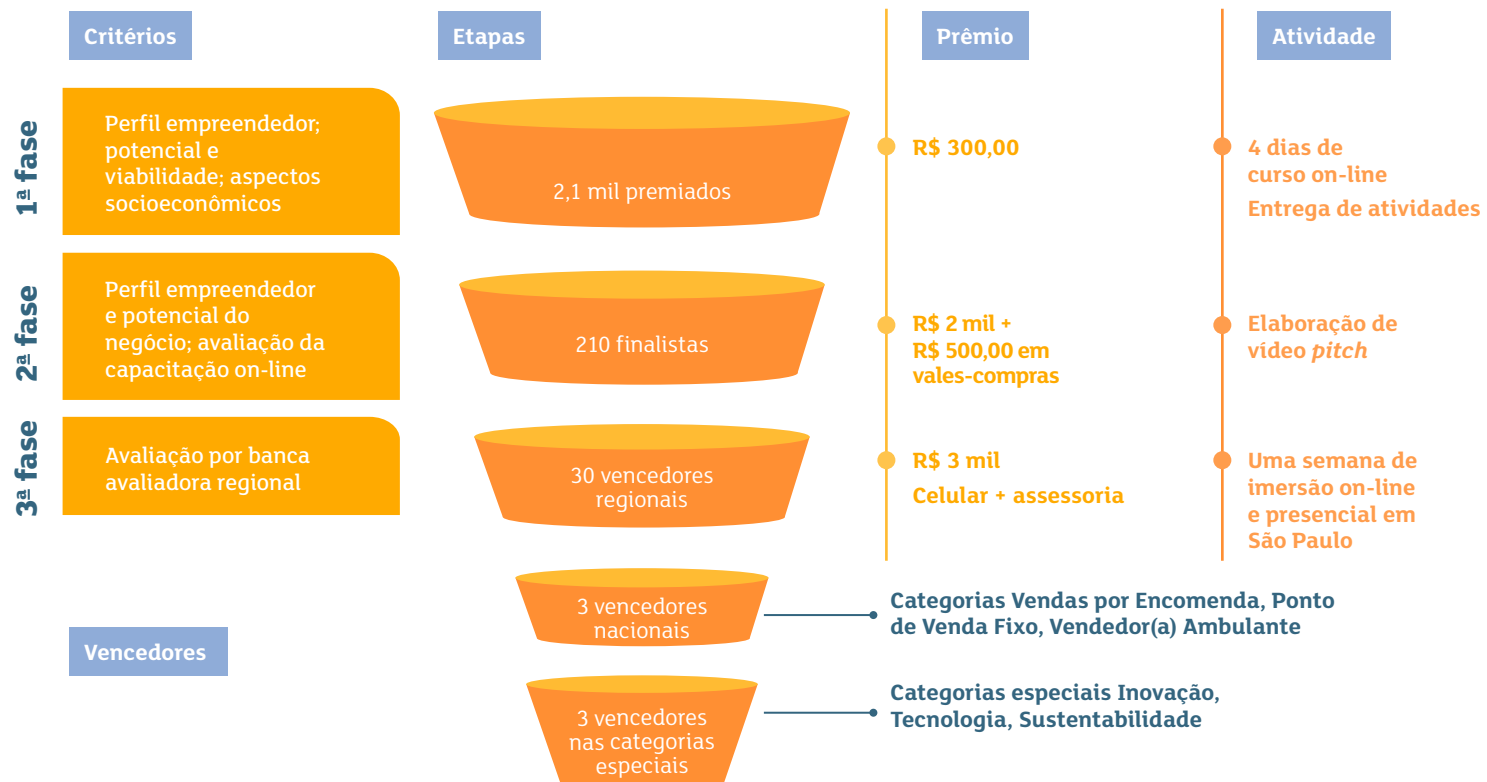 Critérios
Etapas
Prêmio
Atividade
1ª fase
Perfil empreendedor;
potencial e
viabilidade; aspectos
socioeconômicos
2,1 mil premiados
R$ 300,00
4 dias de
curso on-line
Entrega de atividades
2ª fase
Perfil empreendedor
e potencial do
negócio; avaliação da
capacitação on-line
210 finalistas
R$ 2 mil +
R$ 500,00 em
vales-compras
Elaboração de
vídeo pitch
3ª fase
Avaliação por banca
avaliadora regional
30 vencedores
regionais
R$ 3 mil
Celular + assessoria
Uma semana de
imersão on-line
e presencial em
São Paulo
Vencedores
3 vencedores
nacionais
Categorias Vendas por Encomenda, Ponto
de Venda Fixo, Vendedor(a) Ambulante
3 vencedores
nas categorias
especiais
Categorias especiais Inovação,
Tecnologia, Sustentabilidade